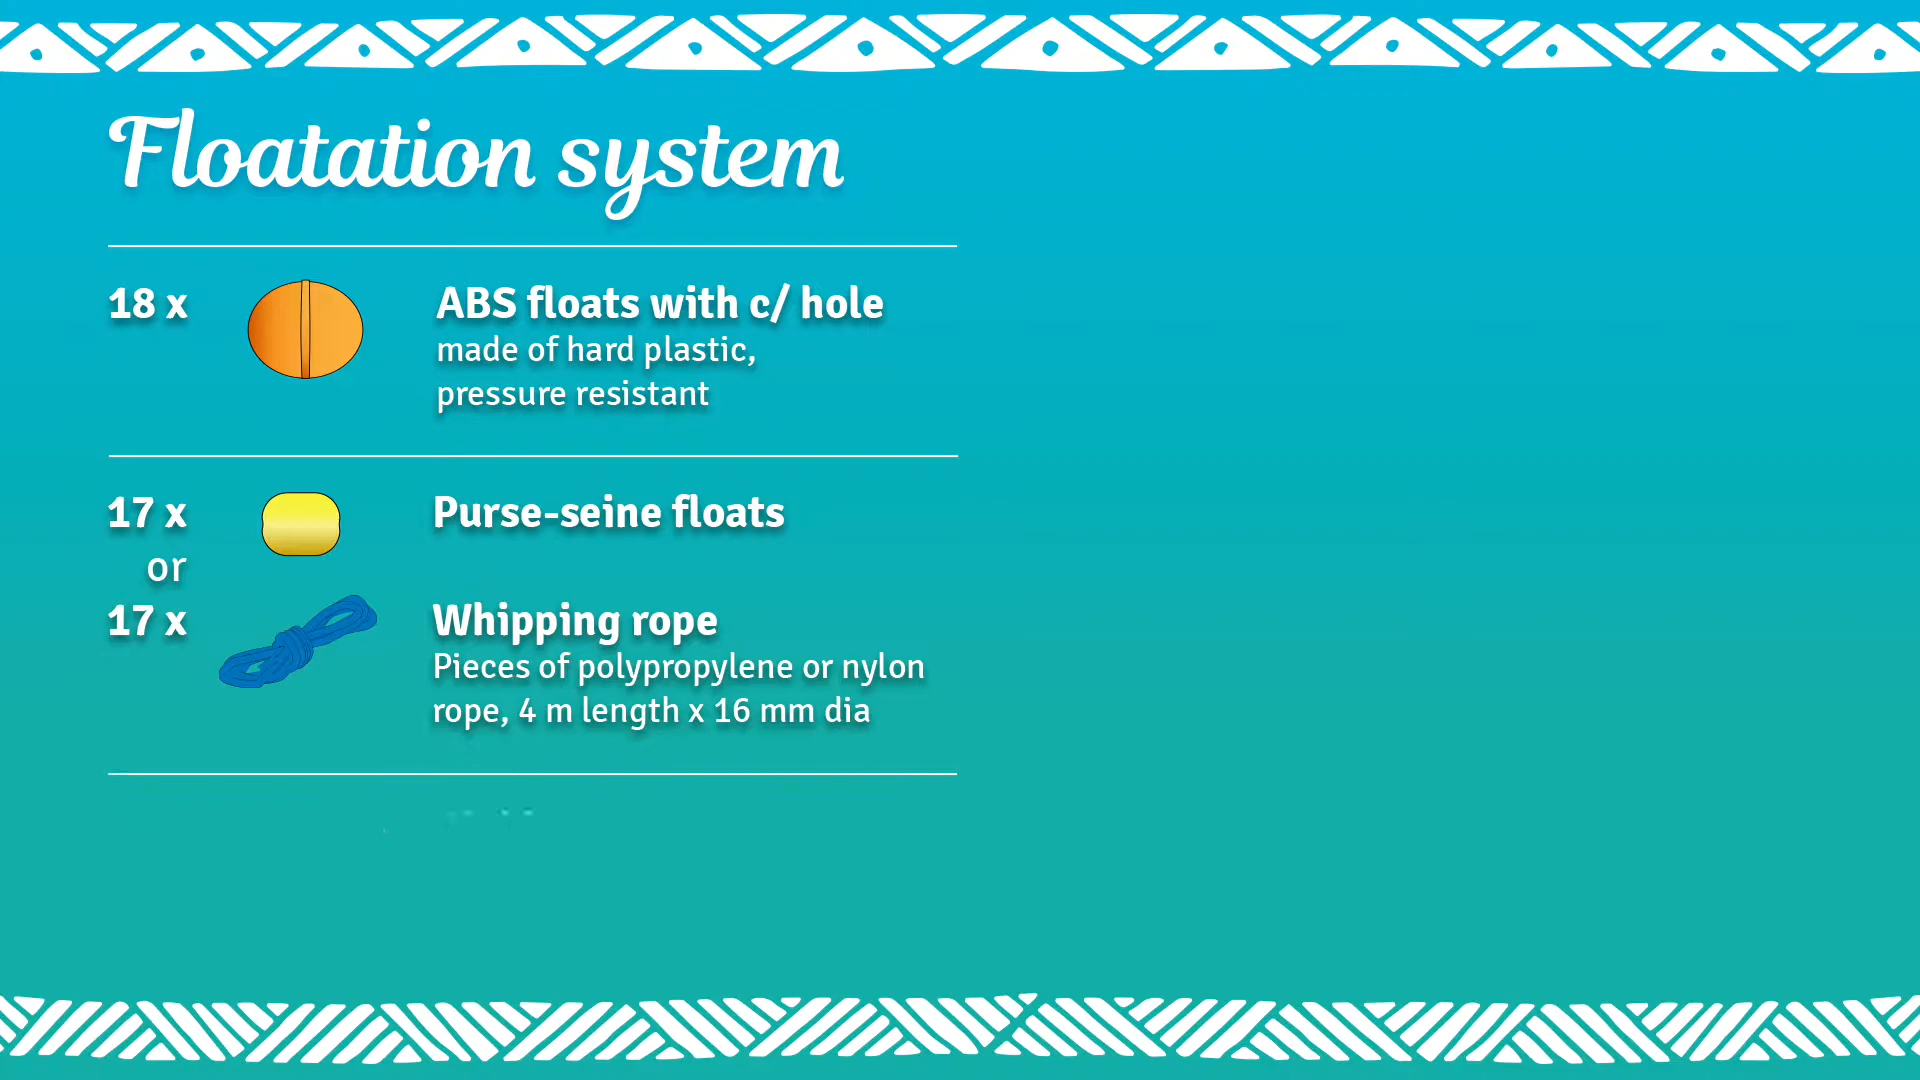 Floatation system
18 x
ABS floats with c/ hole
made of hard plastic,
pressure resistant
17 x
Purse-seine floats
or
17 x
Whipping rope
Pieces of polypropylene or nylon
rope, 4 m length x 16 mm dia